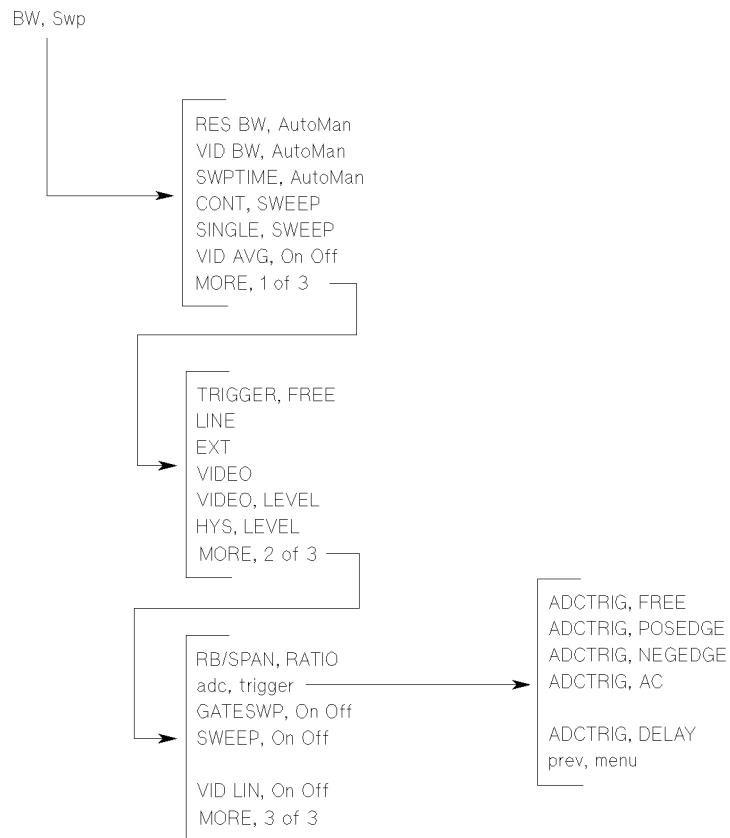 BW, Swp
RES BW, AutoMan
VID BW, AutoMan
SWPTIME, AutoMan
CONT, SWEEP
SINGLE, SWEEP
VID AVG, On Off
MORE, 1 of 3
TRIGGER, FREE
LINE
EXT
VIDEO
VIDEO, LEVEL
HYS, LEVEL
MORE, 2 of 3
RB/SPAN, RATIO
adc, trigger
GATESWP, On Off
SWEEP, On Off
VID LIN, On Off
MORE, 3 of 3
ADCTRIG, FREE
ADCTRIG, POSEDGE
ADCTRIG, NEGEDGE
ADCTRIG, AC
ADCTRIG, DELAY
prev, menu